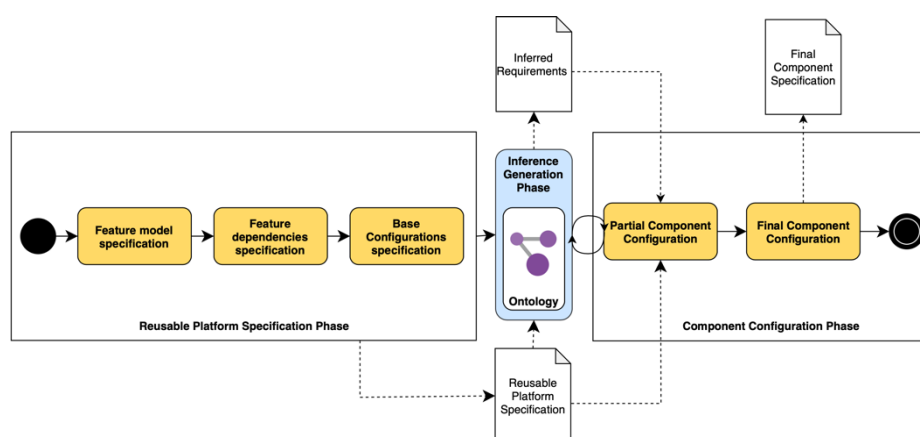 Inferred
Requirements
Final
Component
Specification
Inference
Generation
Phase
Feature model
specification
Feature
dependencies
specification
Base
Configurations
specification
Partial Component
Configuration
Final Component
Configuration
Ontology
Reusable Platform Specification Phase
Component Configuration Phase
Reusable
Platform
Specification